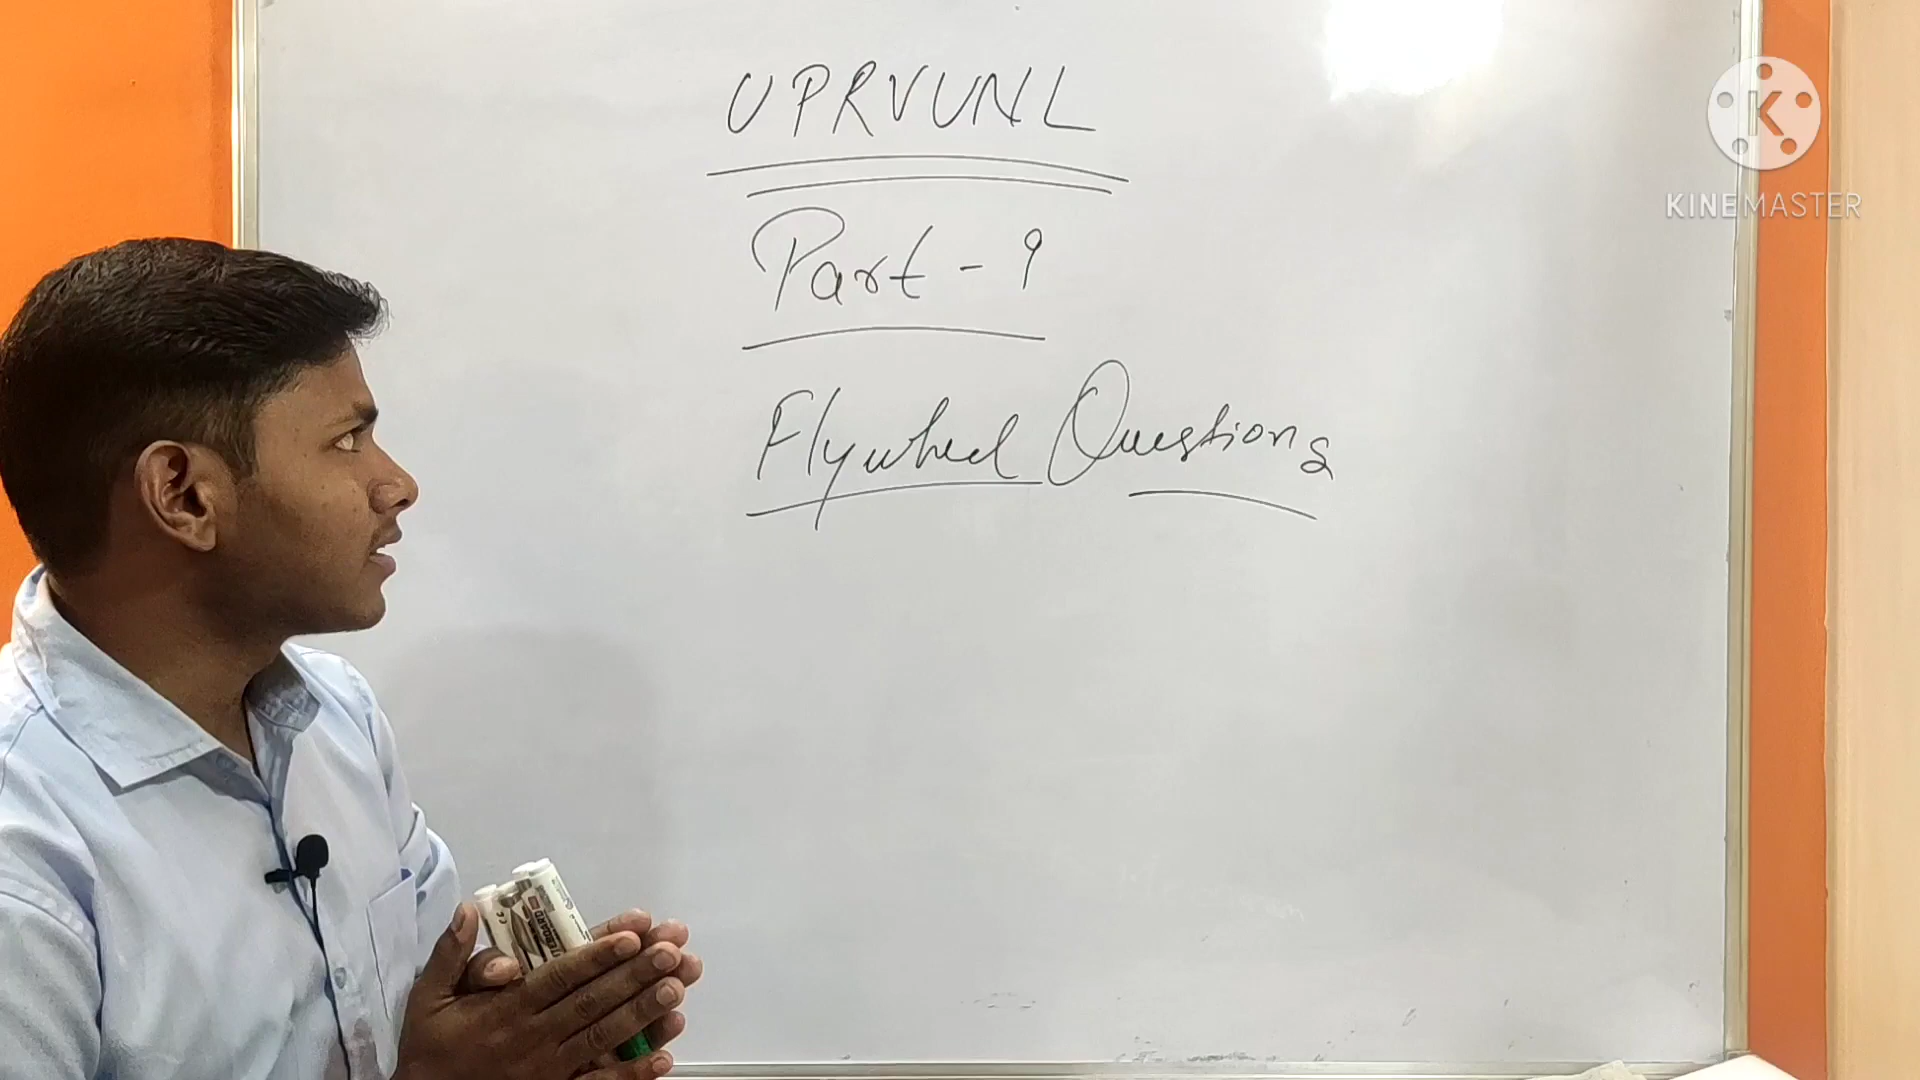 UPRVUNL
Part - 9
Flywheel Questions
K
KINEMASTER